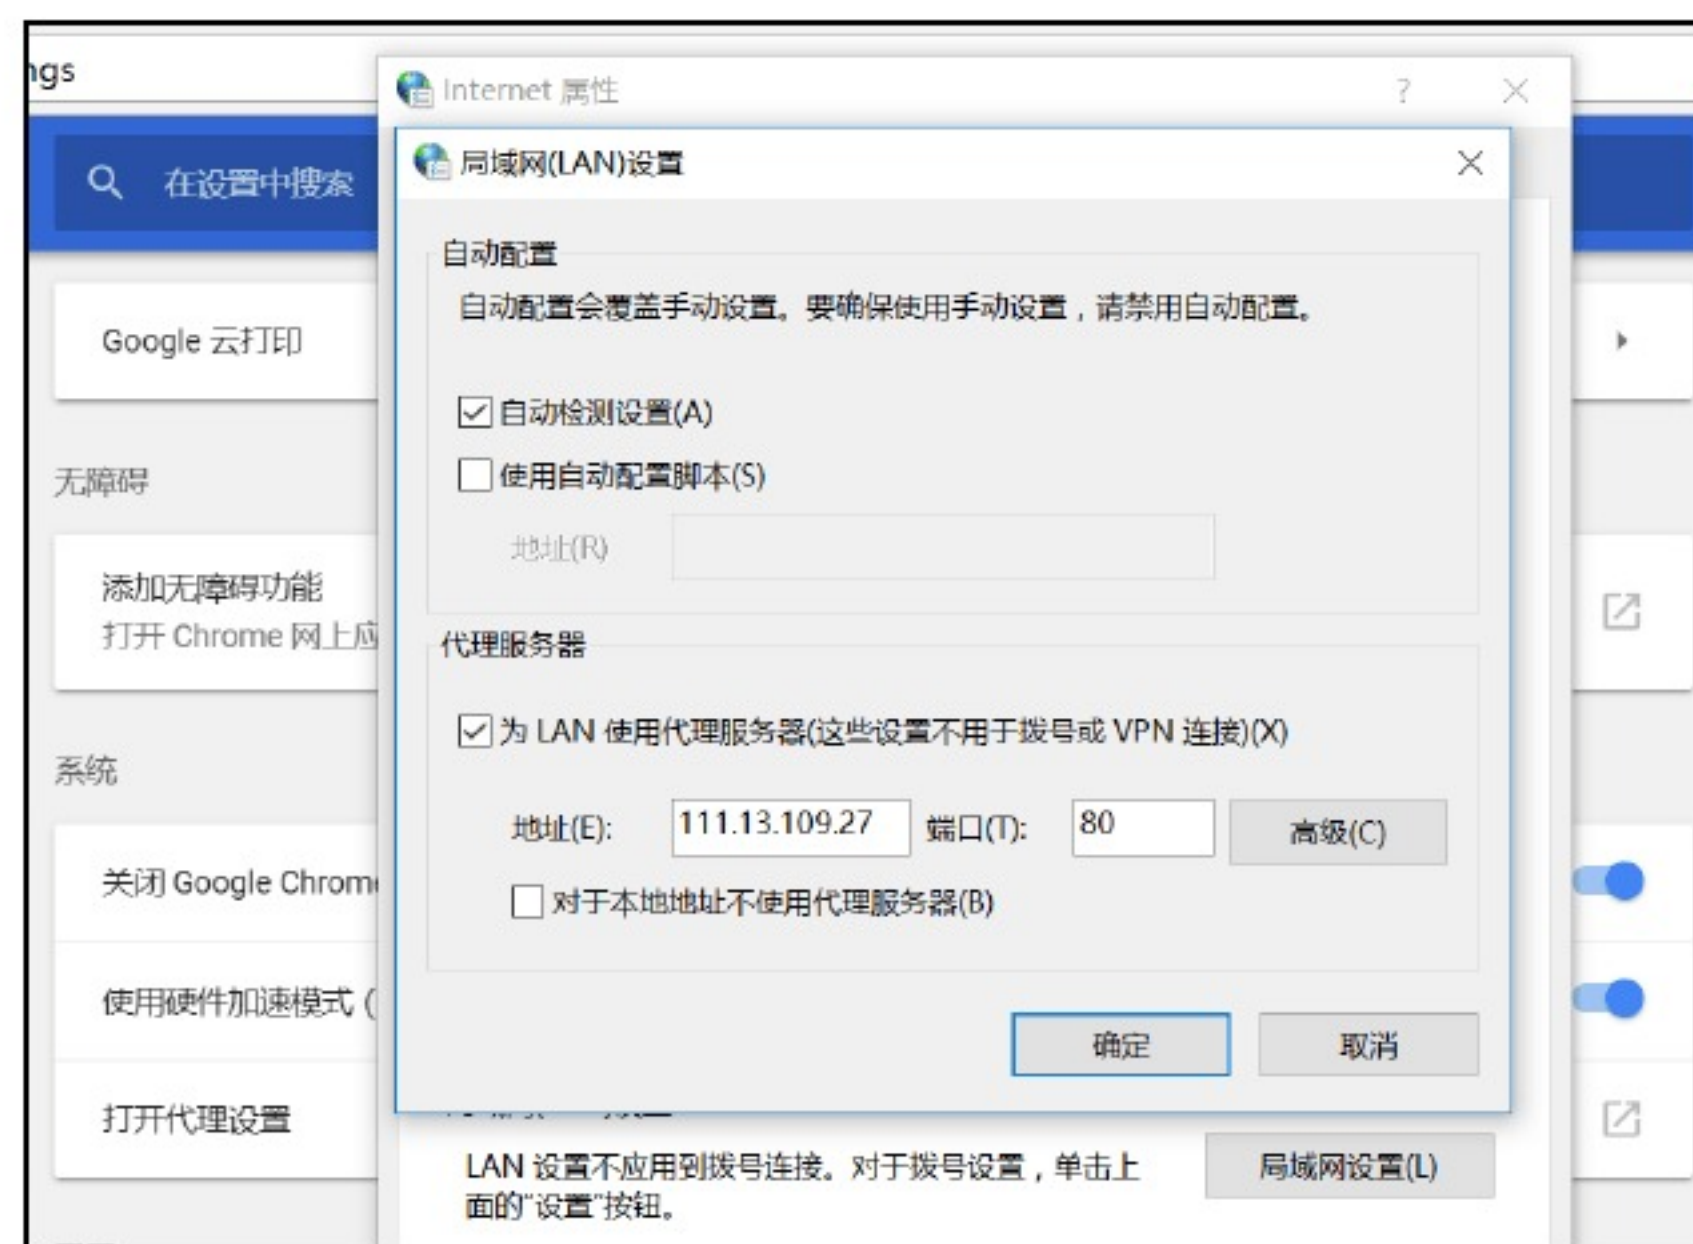 ngs
Internet 属性
局域网(LAN)设置
在设置中搜索
自动配置
自动配置会覆盖手动设置。要确保使用手动设置，请禁用自动配置。
Google 云打印
自动检测设置(A)
使用自动配置脚本(S)
无障碍
地址(R)
添加无障碍功能
打开 Chrome 网上应
代理服务器
为 LAN 使用代理服务器(这些设置不用于拨号或 VPN 连接)(X)
系统
地址(E): 111.13.109.27 端口(T): 80 高级(C)
关闭 Google Chrome
对于本地地址不使用代理服务器(B)
使用硬件加速模式 (
确定 取消
打开代理设置
LAN 设置不应用到拨号连接。对于拨号设置，单击上
面的“设置”按钮。
局域网设置(L)